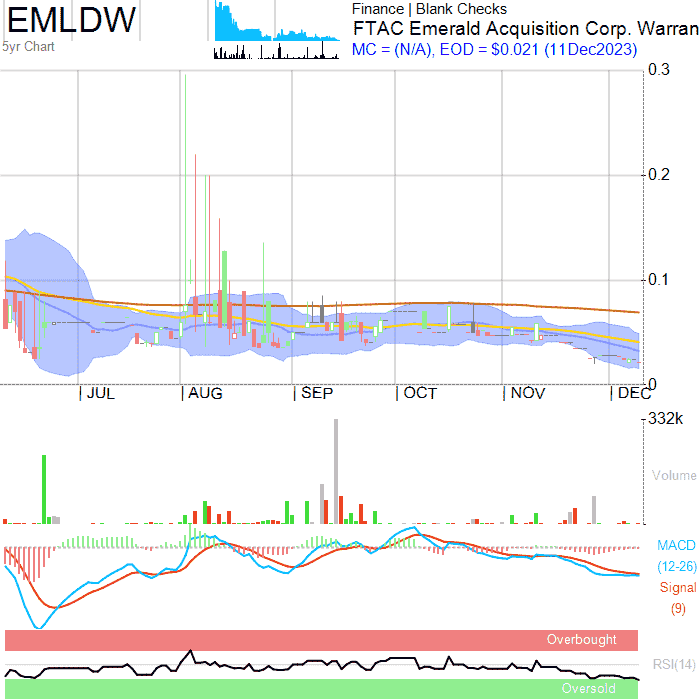 EMLDW
5yr Chart
Finance | Blank Checks
FTAC Emerald Acquisition Corp. Warran
MC = (N/A), EOD = $0.021 (11Dec2023)
0.3
0.2
0.1
0
JUL
AUG
SEP
OCT
NOV
DEC
332k
Volume
MACD
(12-26)
Signal
(9)
Overbought
RSI(14)
Oversold